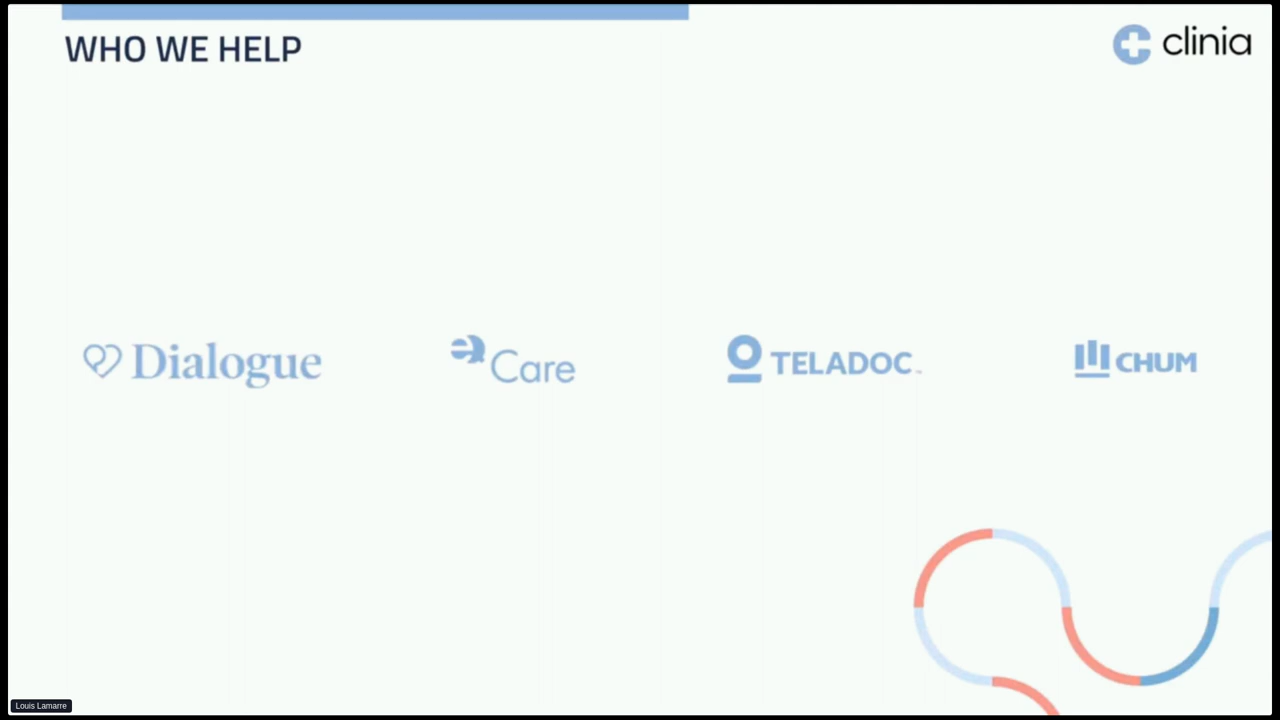 WHO WE HELP
clinia
Dialogue
Care
TELADOC
CHUM
Louis Lamarre